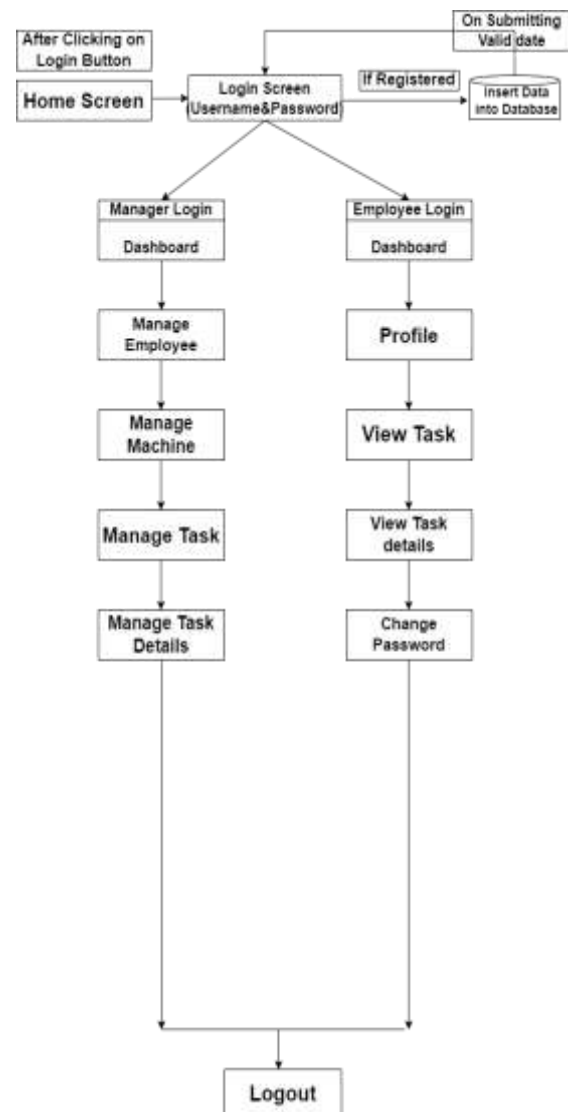 On Submitting
Valid date
After Clicking on
Login Button
Home Screen
Login Screen
(Username&Password)
If Registered
Insert Data
into Database
Manager Login
Dashboard
Employee Login
Dashboard
Manage
Employee
Profile
Manage
Machine
View Task
Manage Task
View Task
details
Manage Task
Details
Change
Password
Logout